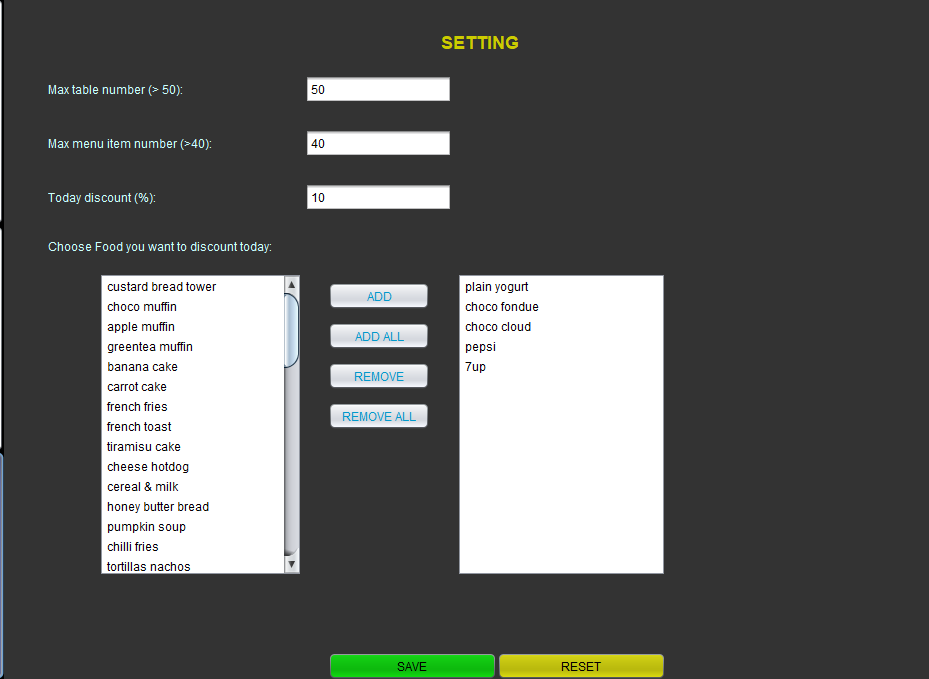 SETTING
Max table number (> 50):
50
Max menu item number (>40):
40
Today discount (%):
10
Choose Food you want to discount today:
custard bread tower
choco muffin
apple muffin
greentea muffin
banana cake
carrot cake
french fries
french toast
tiramisu cake
cheese hotdog
cereal & milk
honey butter bread
pumpkin soup
chilli fries
tortillas nachos
ADD
ADD ALL
REMOVE
REMOVE ALL
plain yogurt
choco fondue
choco cloud
pepsi
7up
SAVE
RESET